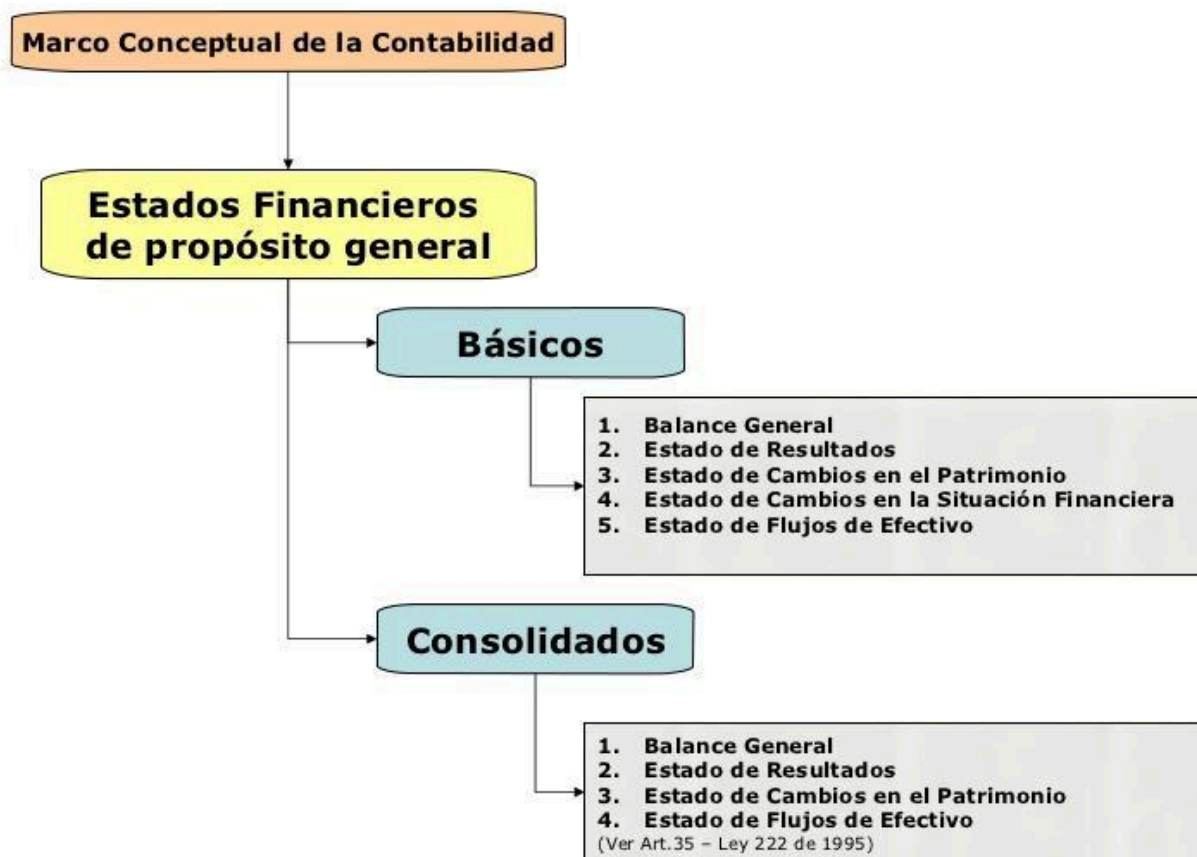 Marco Conceptual de la Contabilidad
Estados Financieros
de propósito general
Básicos
1. Balance General
2. Estado de Resultados
3. Estado de Cambios en el Patrimonio
4. Estado de Cambios en la Situación Financiera
5. Estado de Flujos de Efectivo
Consolidados
1. Balance General
2. Estado de Resultados
3. Estado de Cambios en el Patrimonio
4. Estado de Flujos de Efectivo
(Ver Art.35 – Ley 222 de 1995)